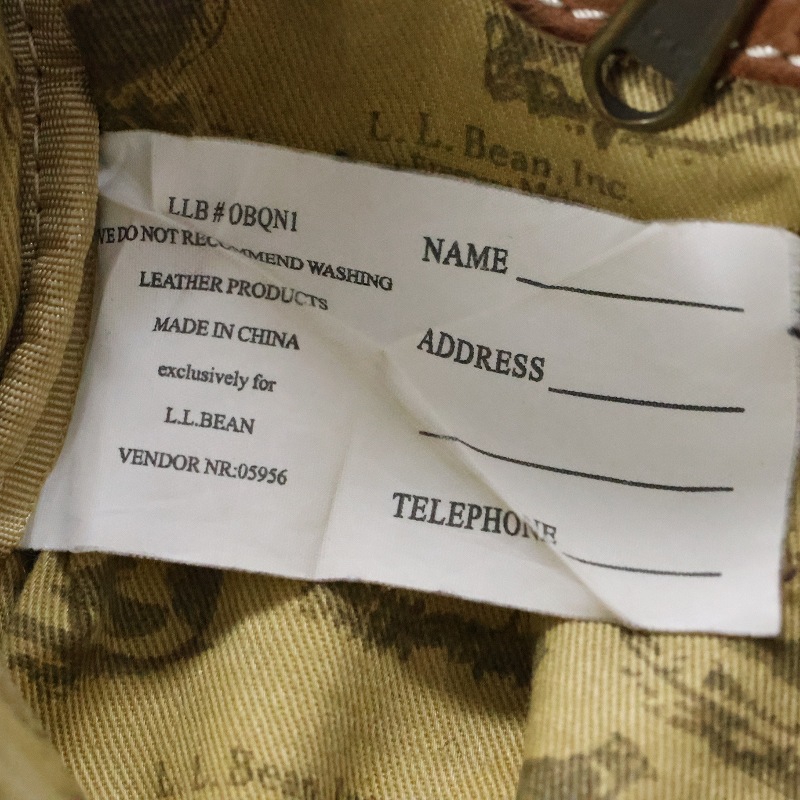 L.L. Bean, Inc.
LLB # 0BQN1
WE DO NOT RECOMMEND WASHING
LEATHER PRODUCTS
MADE IN CHINA
exclusively for
L.L.BEAN
VENDOR NR:05956
NAME
ADDRESS
TELEPHONE
L.L. Bean